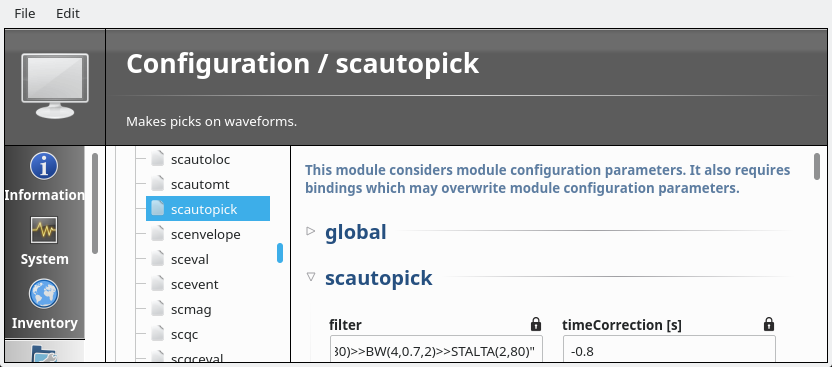 File Edit
Configuration / scautopick
Makes picks on waveforms.
Information
System
Inventory
scautoloc
scautomt
scautopick
scenvelope
sceval
scevent
scmag
scqc
scqceval
This module considers module configuration parameters. It also requires
bindings which may overwrite module configuration parameters.
global
scautopick
filter timeCorrection [s]
30)>>BW(4,0.7,2)>>STALTA(2,80)" -0.8